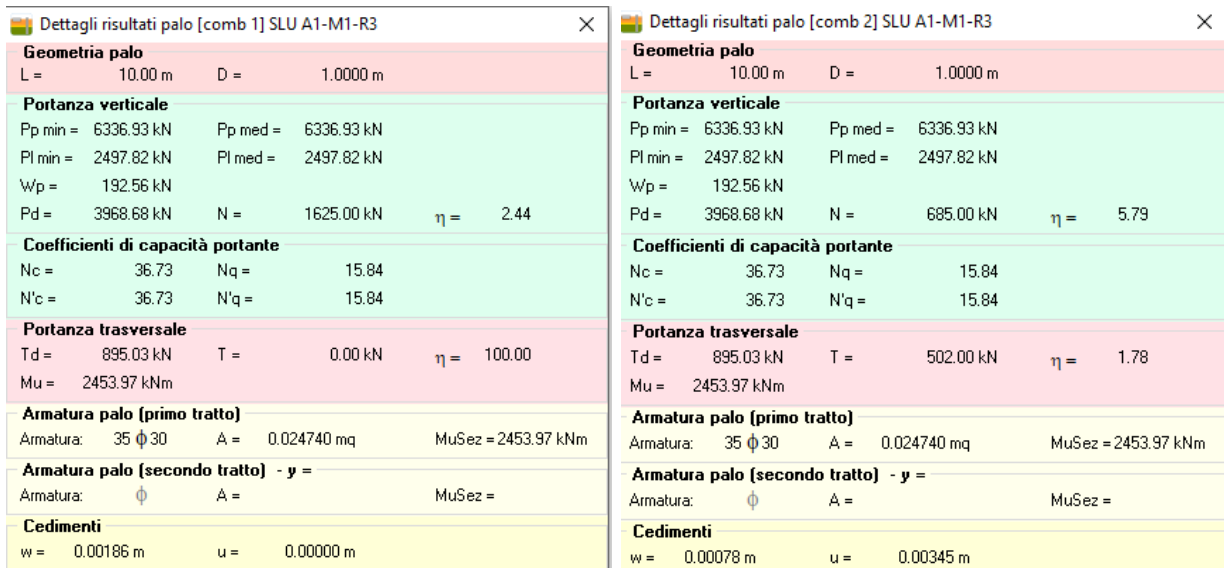 Dettagli risultati palo [comb 1] SLU A1-M1-R3
Geometria palo
L = 10.00 m D = 1.0000 m
Portanza verticale
Pp min = 6336.93 kN Pp med = 6336.93 kN
Pl min = 2497.82 kN Pl med = 2497.82 kN
Wp = 192.56 kN
Pd = 3968.68 kN N = 1625.00 kN η = 2.44
Coefficienti di capacità portante
Nc = 36.73 Nq = 15.84
N'c = 36.73 N'q = 15.84
Portanza trasversale
Td = 895.03 kN T = 0.00 kN η = 100.00
Mu = 2453.97 kNm
Armatura palo (primo tratto)
Armatura: 35 ϕ 30 A = 0.024740 mq MuSez = 2453.97 kNm
Armatura palo (secondo tratto) - y =
Armatura: ϕ A = MuSez =
Cedimenti
w = 0.00186 m u = 0.00000 m
Dettagli risultati palo [comb 2] SLU A1-M1-R3
Geometria palo
L = 10.00 m D = 1.0000 m
Portanza verticale
Pp min = 6336.93 kN Pp med = 6336.93 kN
Pl min = 2497.82 kN Pl med = 2497.82 kN
Wp = 192.56 kN
Pd = 3968.68 kN N = 685.00 kN η = 5.79
Coefficienti di capacità portante
Nc = 36.73 Nq = 15.84
N'c = 36.73 N'q = 15.84
Portanza trasversale
Td = 895.03 kN T = 502.00 kN η = 1.78
Mu = 2453.97 kNm
Armatura palo (primo tratto)
Armatura: 35 ϕ 30 A = 0.024740 mq MuSez = 2453.97 kNm
Armatura palo (secondo tratto) - y =
Armatura: ϕ A = MuSez =
Cedimenti
w = 0.00078 m u = 0.00345 m